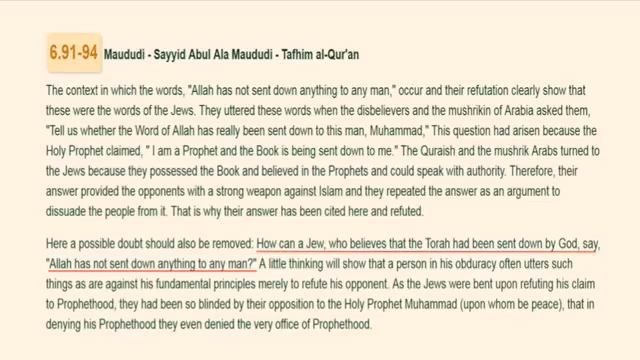 6.91-94 Maududi - Sayyid Abul Ala Maududi - Tafhim al-Qur'an
The context in which the words, "Allah has not sent down anything to any man," occur and their refutation clearly show that
these were the words of the Jews. They uttered these words when the disbelievers and the mushrikin of Arabia asked them,
"Tell us whether the Word of Allah has really been sent down to this man, Muhammad," This question had arisen because the
Holy Prophet claimed, " I am a Prophet and the Book is being sent down to me." The Quraish and the mushrik Arabs turned to
the Jews because they possessed the Book and believed in the Prophets and could speak with authority. Therefore, their
answer provided the opponents with a strong weapon against Islam and they repeated the answer as an argument to
dissuade the people from it. That is why their answer has been cited here and refuted.
Here a possible doubt should also be removed: How can a Jew, who believes that the Torah had been sent down by God, say,
"Allah has not sent down anything to any man?" A little thinking will show that a person in his obduracy often utters such
things as are against his fundamental principles merely to refute his opponent. As the Jews were bent upon refuting his claim
to Prophethood, they had been so blinded by their opposition to the Holy Prophet Muhammad (upon whom be peace), that in
denying his Prophethood they even denied the very office of Prophethood.